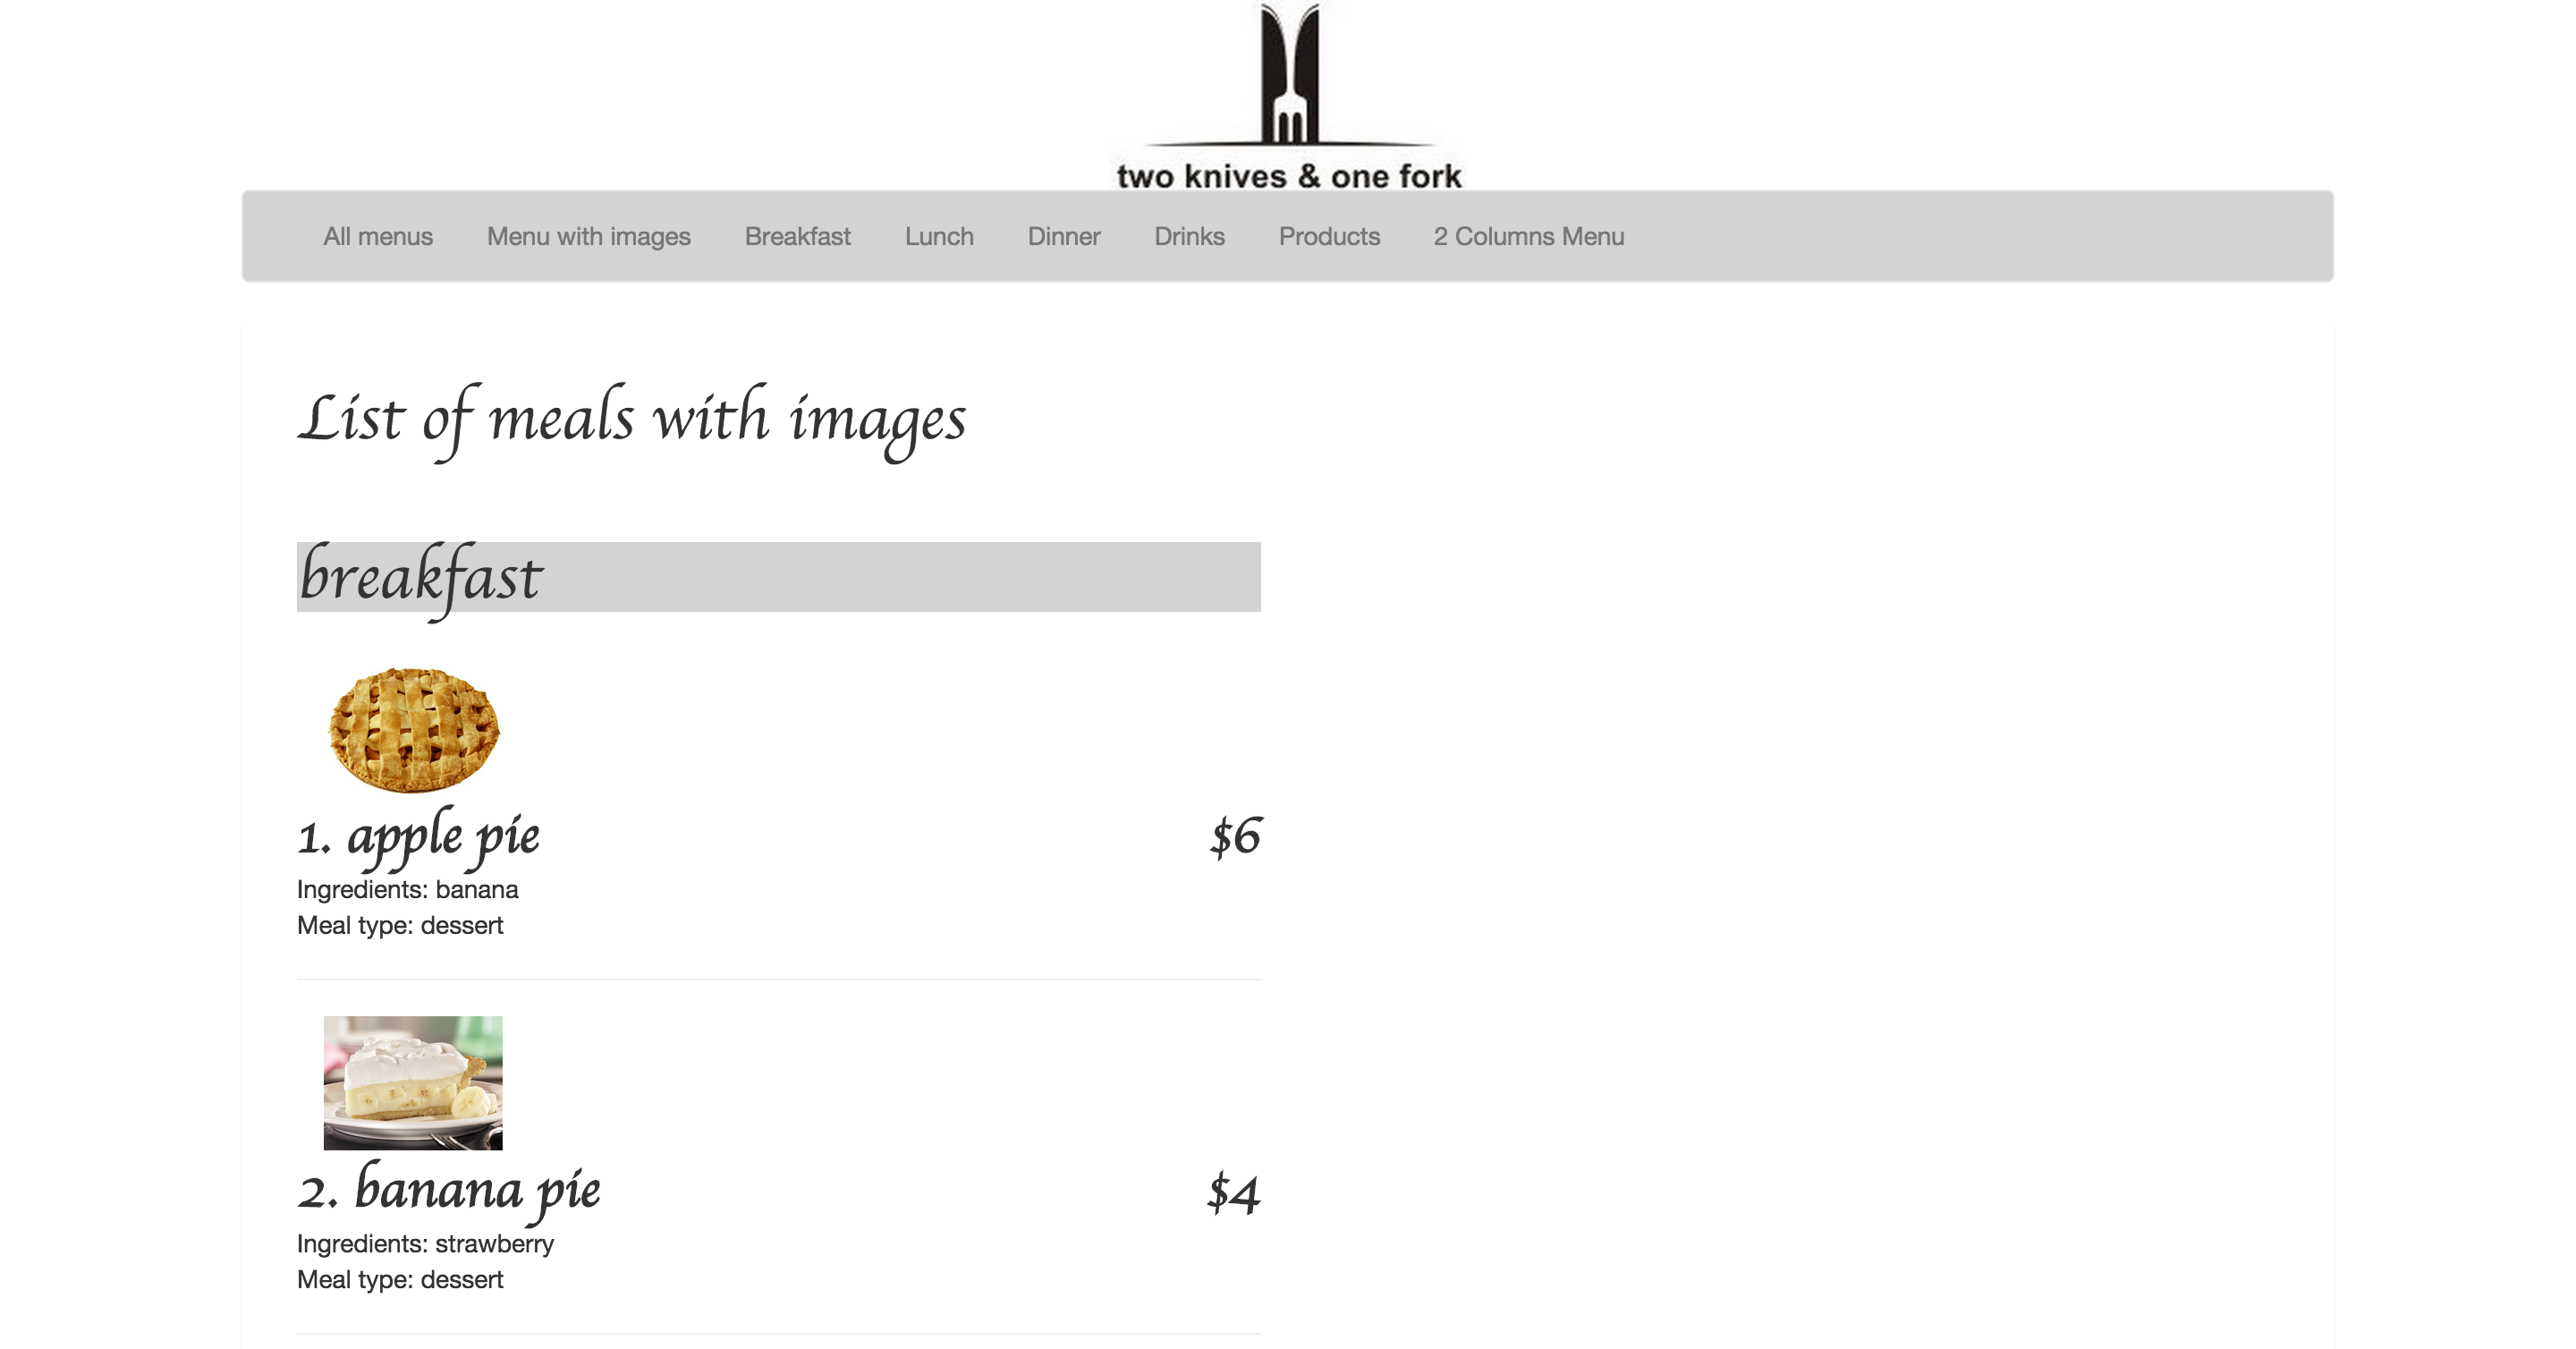 two knives & one fork
All menus Menu with images Breakfast Lunch Dinner Drinks Products 2 Columns Menu
List of meals with images
breakfast
1. apple pie $6
Ingredients: banana
Meal type: dessert
2. banana pie $4
Ingredients: strawberry
Meal type: dessert